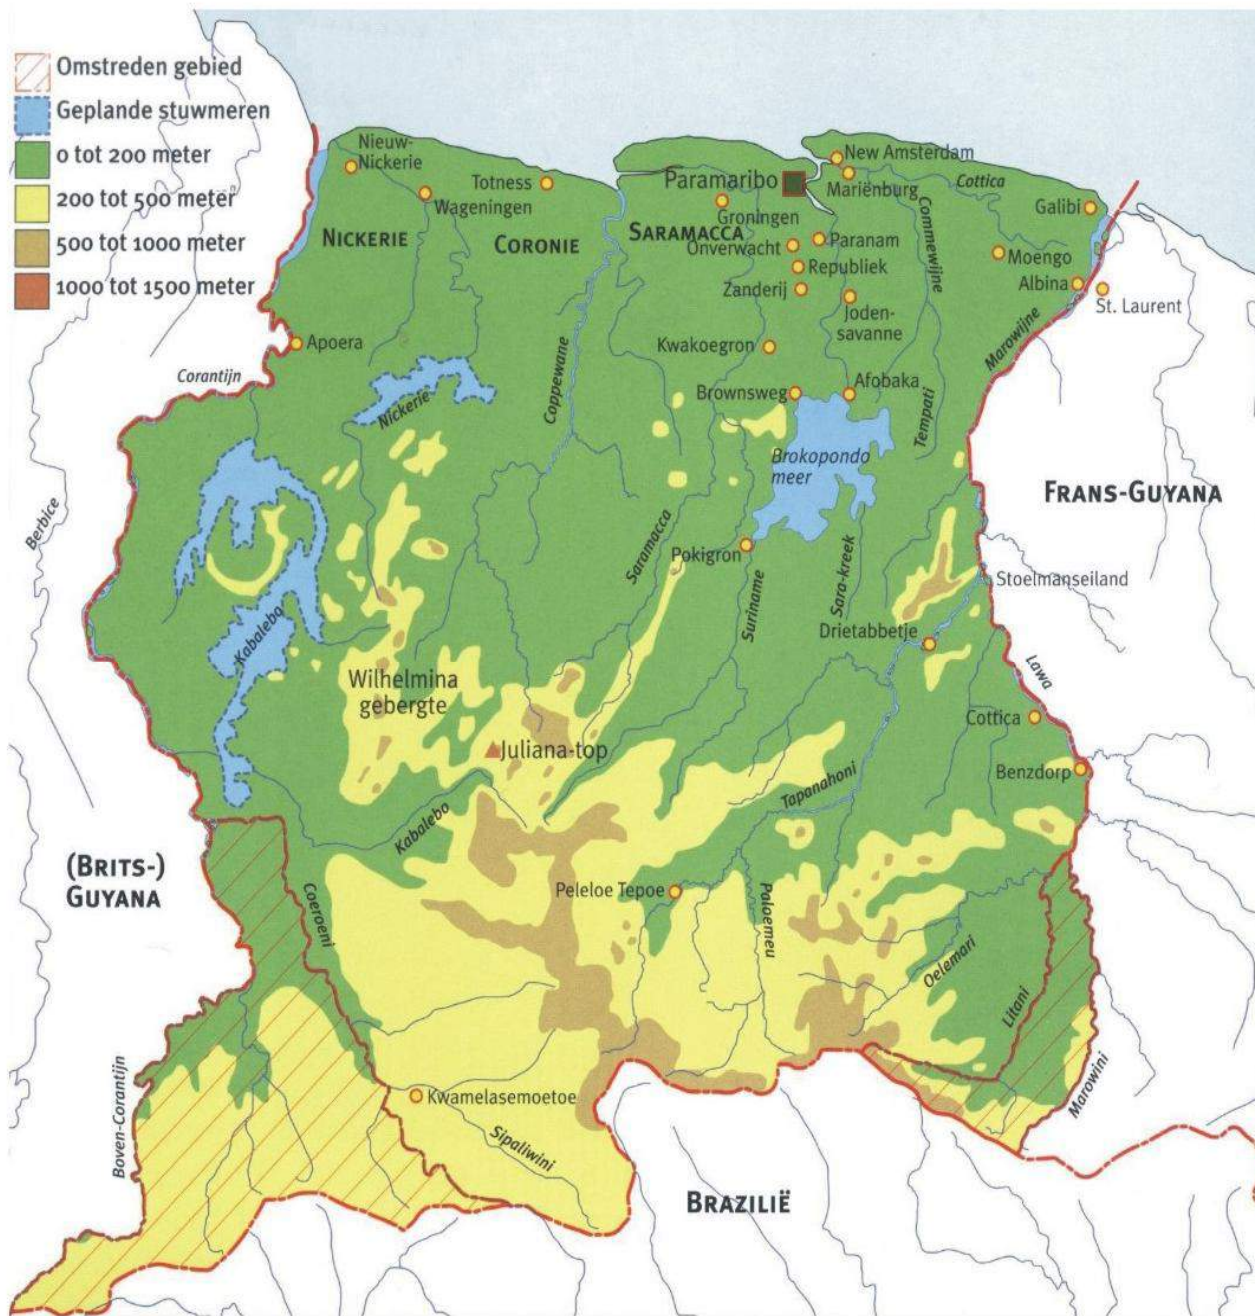 Omstreden gebied
Geplande stuwmeren
0 tot 200 meter
200 tot 500 meter
500 tot 1000 meter
1000 tot 1500 meter
Nieuw-
Nickerie
Wageningen
Totness
Paramaribo
New Amsterdam
Mariënburg
Cottica
Galibi
Groningen
NICKERIE
CORONIE
SARAMACCA
Onverwacht
Paranam
Commewijne
Republiek
Moengo
Zanderij
Albina
Joden-
savanne
St. Laurent
Apoera
Kwakoegron
Marowijne
Corantijn
Coppewane
Nickerie
Brownsweg
Afobaka
Tempati
Brokopondo
meer
FRANS-GUYANA
Berbice
Saramacca
Pokigron
Suriname
Sara-kreek
Stoelmanseiland
Kabalebo
Drietabbetje
Lawa
Wilhelmina
gebergte
Cottica
Juliana-top
Benzdorp
Kabalebo
Tapanahoni
(BRITS-)
GUYANA
Coeroeni
Peleloe Tepoe
Paloemeu
Oelemari
Litani
Marowini
Boven-Corantijn
Kwamelasemoetoe
Sipaliwini
BRAZILIË